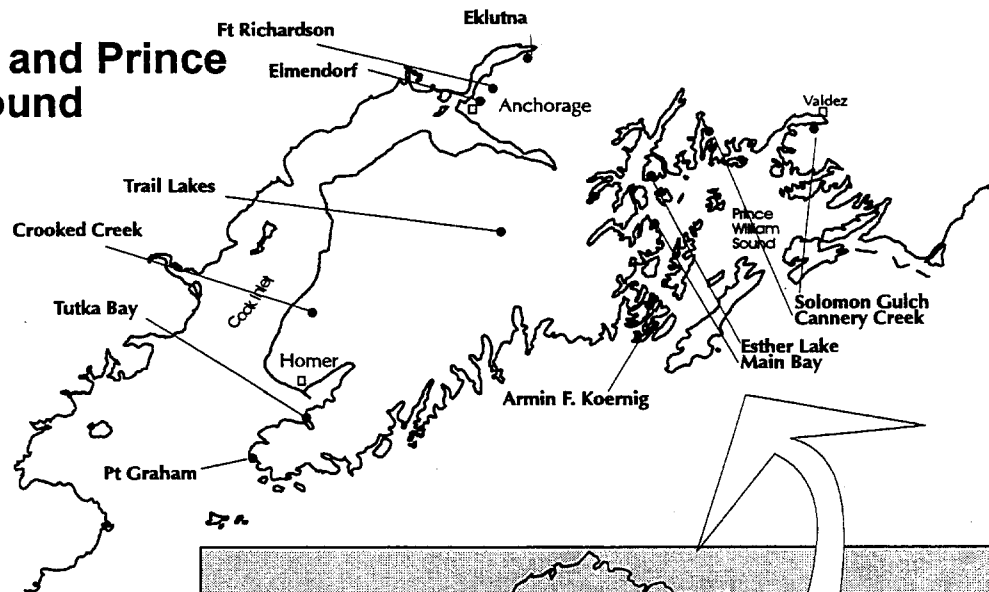 and Prince
ound
Eklutna
Ft Richardson
Elmendorf
Anchorage
Valdez
Trail Lakes
Crooked Creek
Prince
William
Sound
Cook Inlet
Tutka Bay
Solomon Gulch
Cannery Creek
Homer
Esther Lake
Main Bay
Armin F. Koernig
Pt Graham